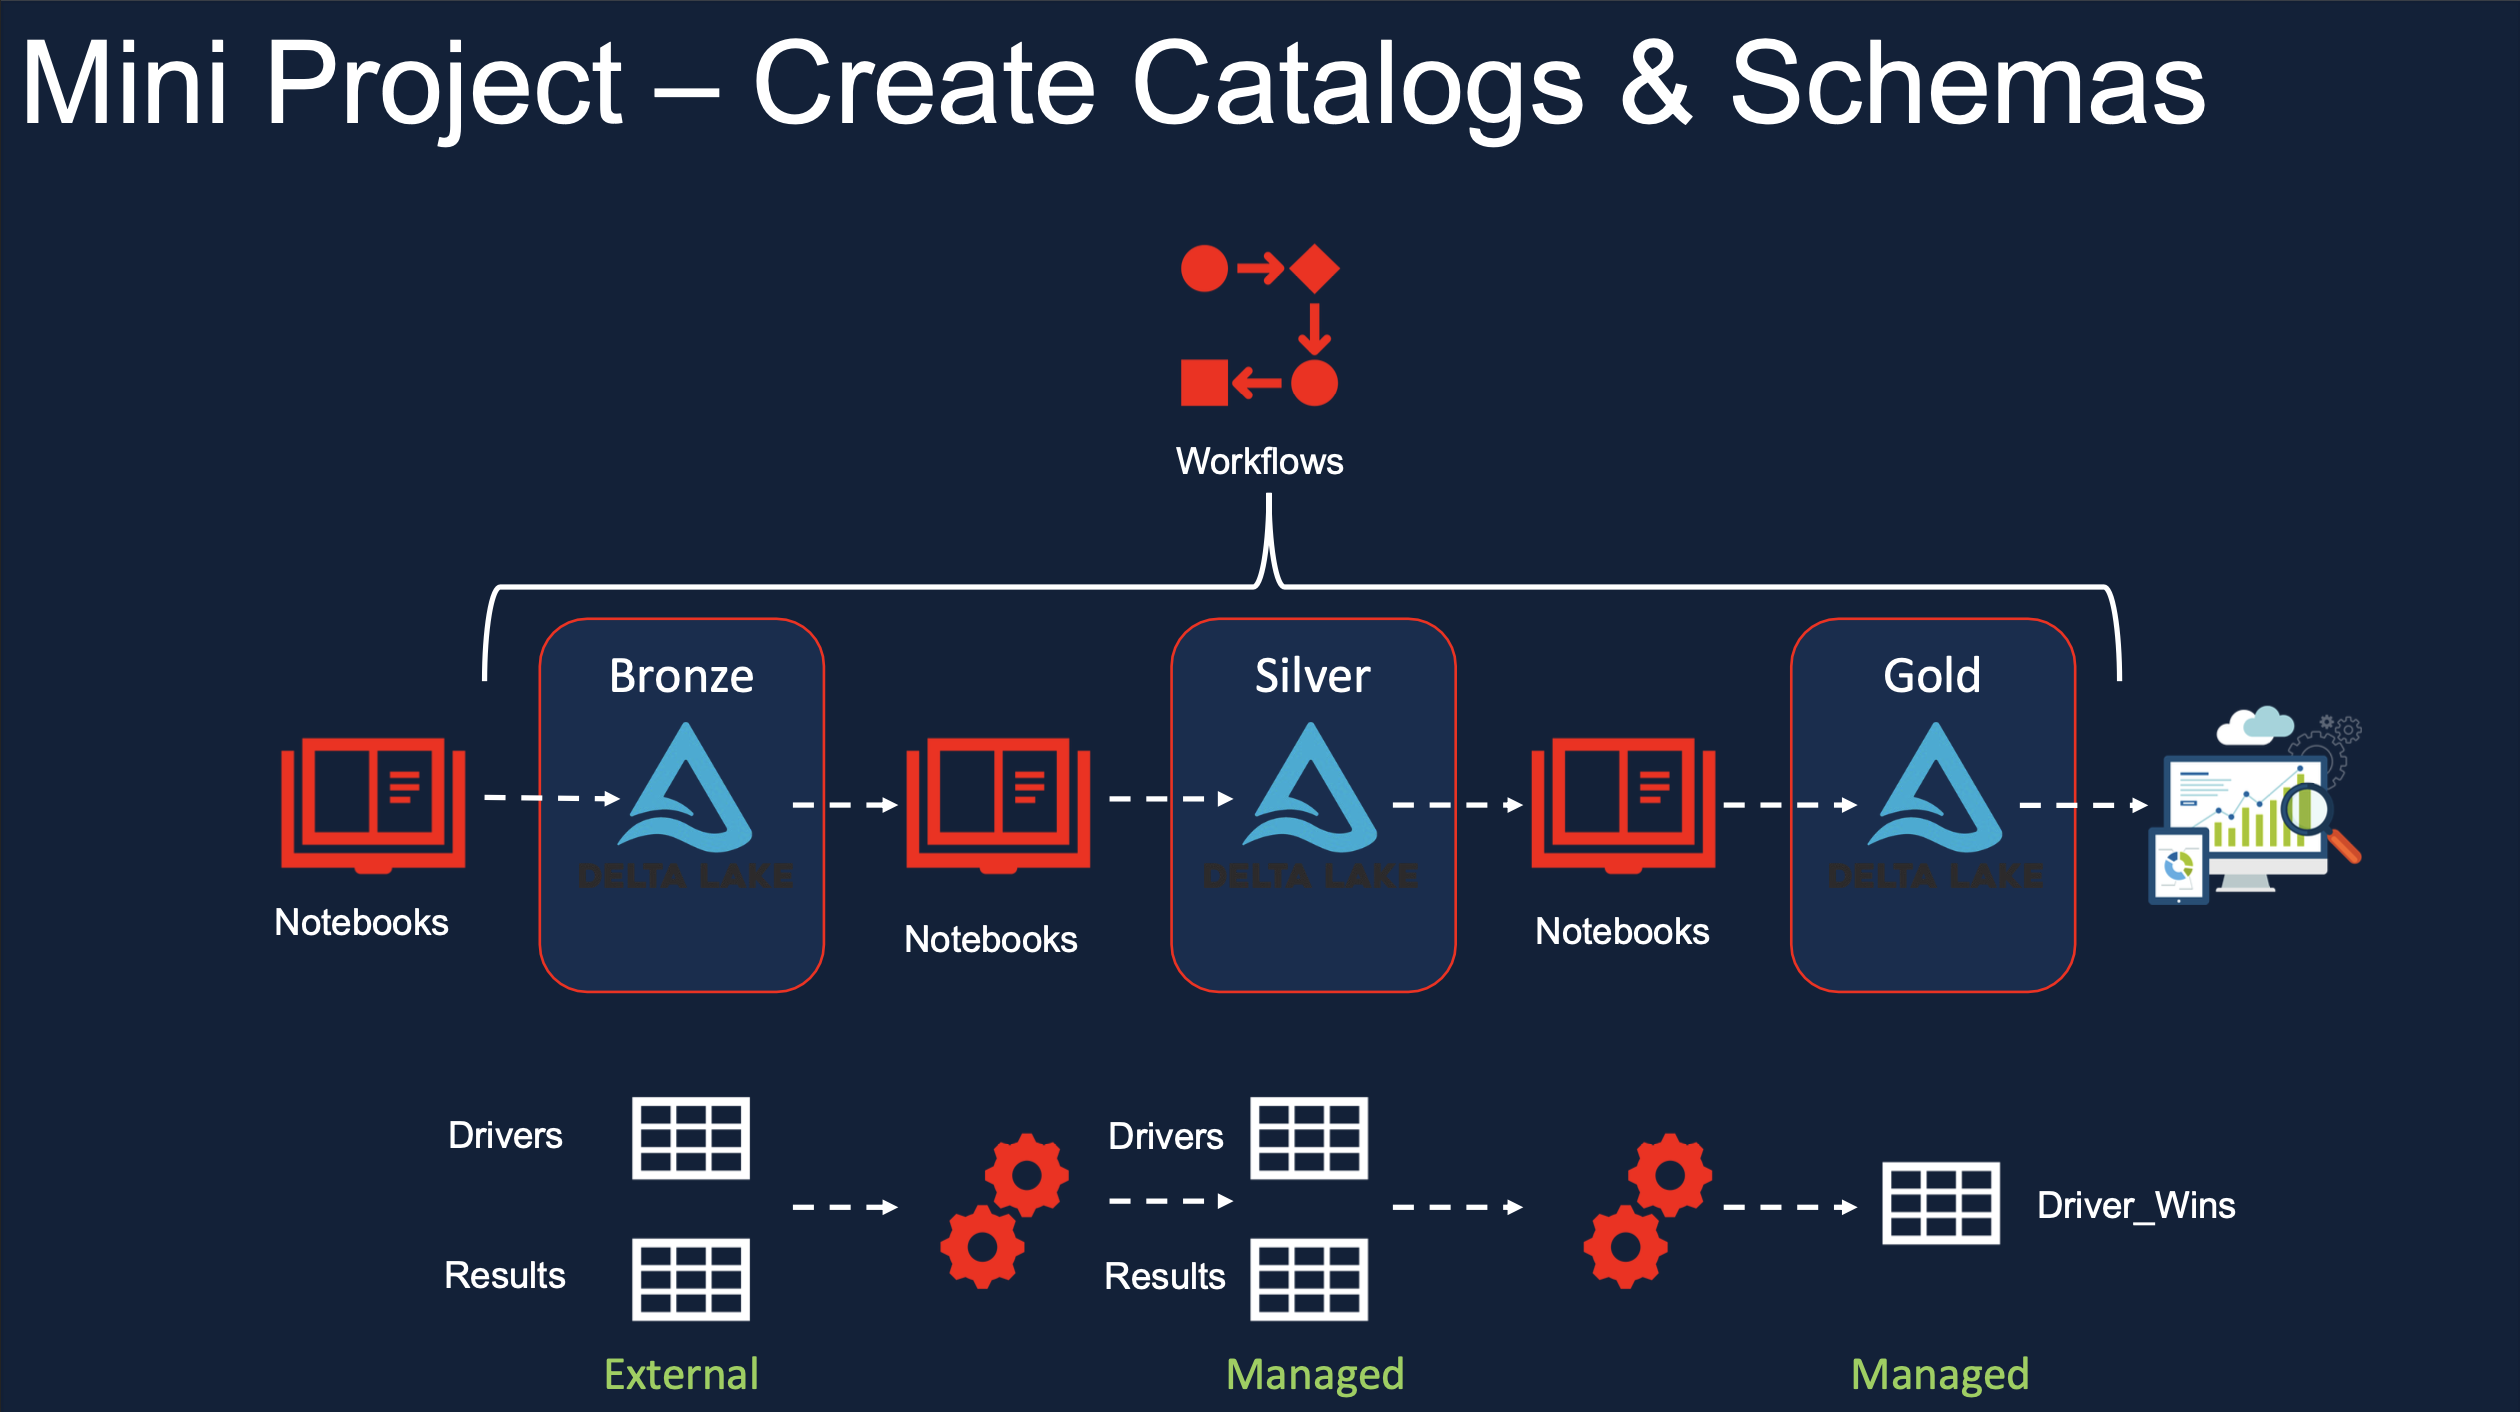 Mini Project – Create Catalogs & Schemas
Workflows
Bronze
Silver
Gold
DELTA LAKE
DELTA LAKE
DELTA LAKE
Notebooks
Notebooks
Notebooks
Drivers
Drivers
Driver_Wins
Results
Results
External
Managed
Managed